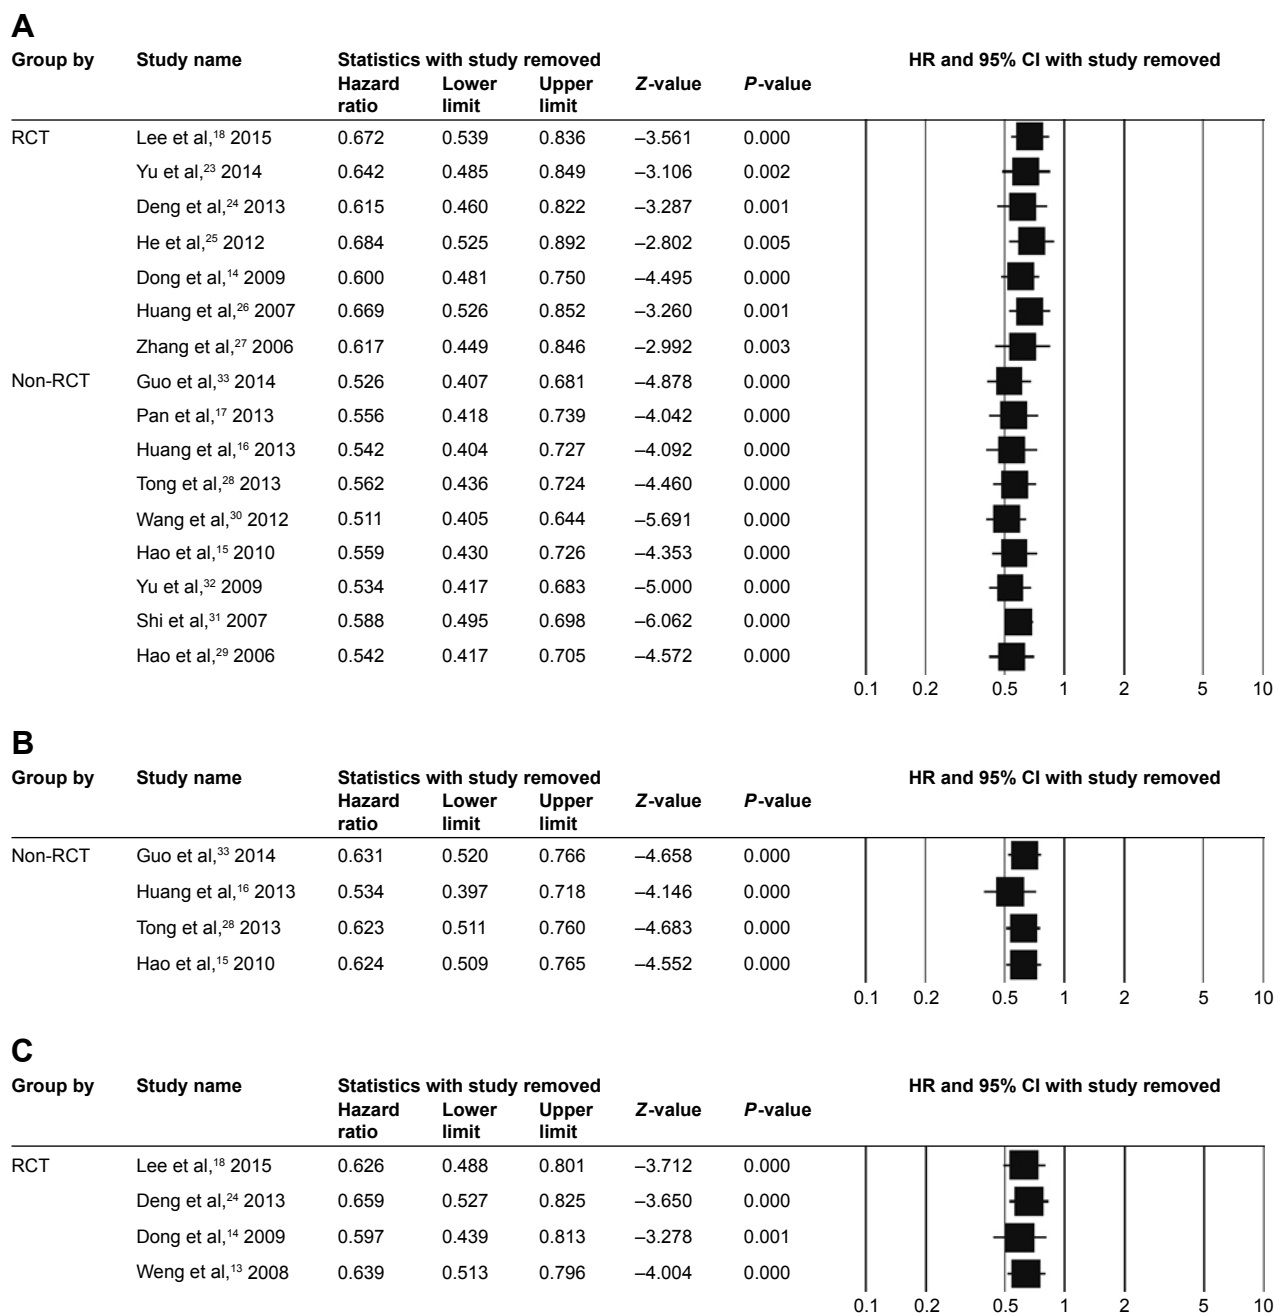 A
Group by Study name Statistics with study removed HR and 95% CI with study removed
Hazard ratio Lower limit Upper limit Z-value P-value
RCT Lee et al,18 2015 0.672 0.539 0.836 –3.561 0.000
Yu et al,23 2014 0.642 0.485 0.849 –3.106 0.002
Deng et al,24 2013 0.615 0.460 0.822 –3.287 0.001
He et al,25 2012 0.684 0.525 0.892 –2.802 0.005
Dong et al,14 2009 0.600 0.481 0.750 –4.495 0.000
Huang et al,26 2007 0.669 0.526 0.852 –3.260 0.001
Zhang et al,27 2006 0.617 0.449 0.846 –2.992 0.003
Non-RCT Guo et al,33 2014 0.526 0.407 0.681 –4.878 0.000
Pan et al,17 2013 0.556 0.418 0.739 –4.042 0.000
Huang et al,16 2013 0.542 0.404 0.727 –4.092 0.000
Tong et al,28 2013 0.562 0.436 0.724 –4.460 0.000
Wang et al,30 2012 0.511 0.405 0.644 –5.691 0.000
Hao et al,15 2010 0.559 0.430 0.726 –4.353 0.000
Yu et al,32 2009 0.534 0.417 0.683 –5.000 0.000
Shi et al,31 2007 0.588 0.495 0.698 –6.062 0.000
Hao et al,29 2006 0.542 0.417 0.705 –4.572 0.000
0.1 0.2 0.5 1 2 5 10
B
Group by Study name Statistics with study removed HR and 95% CI with study removed
Hazard ratio Lower limit Upper limit Z-value P-value
Non-RCT Guo et al,33 2014 0.631 0.520 0.766 –4.658 0.000
Huang et al,16 2013 0.534 0.397 0.718 –4.146 0.000
Tong et al,28 2013 0.623 0.511 0.760 –4.683 0.000
Hao et al,15 2010 0.624 0.509 0.765 –4.552 0.000
0.1 0.2 0.5 1 2 5 10
C
Group by Study name Statistics with study removed HR and 95% CI with study removed
Hazard ratio Lower limit Upper limit Z-value P-value
RCT Lee et al,18 2015 0.626 0.488 0.801 –3.712 0.000
Deng et al,24 2013 0.659 0.527 0.825 –3.650 0.000
Dong et al,14 2009 0.597 0.439 0.813 –3.278 0.001
Weng et al,13 2008 0.639 0.513 0.796 –4.004 0.000
0.1 0.2 0.5 1 2 5 10